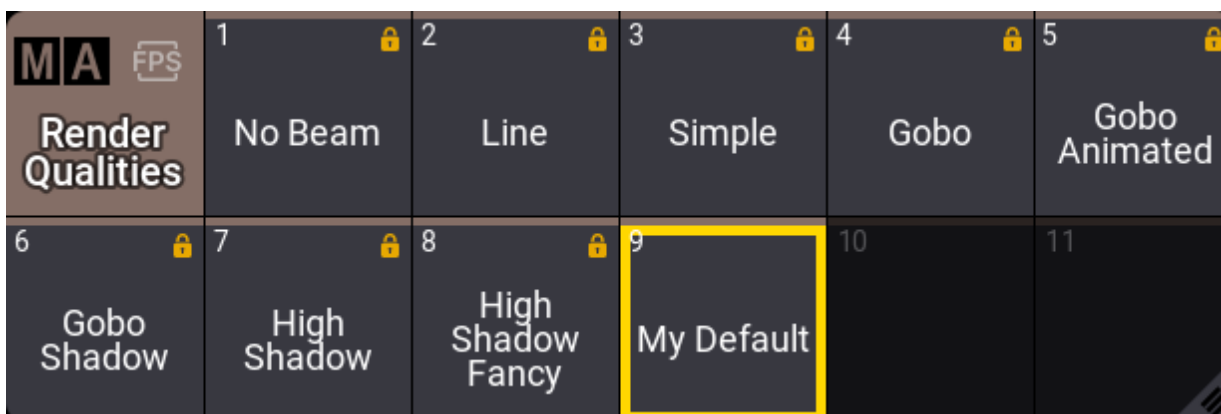 MA FPS
Render
Qualities
1
No Beam
2
Line
3
Simple
4
Gobo
5
Gobo
Animated
6
Gobo
Shadow
7
High
Shadow
8
High
Shadow
Fancy
9
My Default
10
11